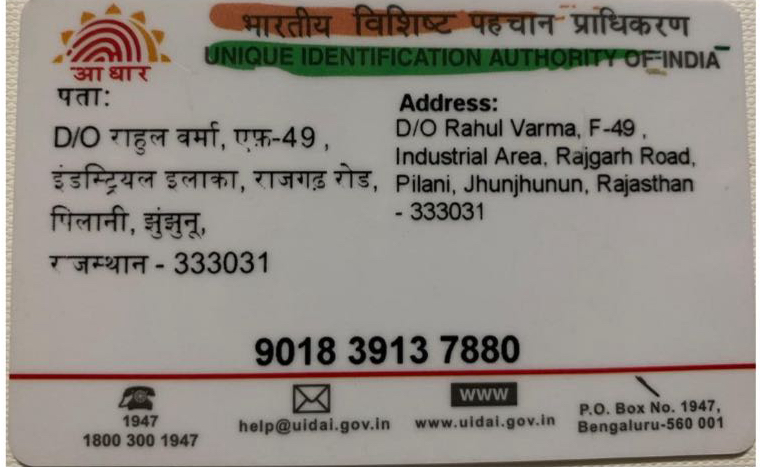 भारतीय विशिष्ट पहचान प्राधिकरण
UNIQUE IDENTIFICATION AUTHORITY OF INDIA
आधार
पता:
D/O राहुल वर्मा, एफ़-49 ,
इंडस्ट्रियल इलाका, राजगढ़ रोड,
पिलानी, झुंझुनू,
राजस्थान - 333031
Address:
D/O Rahul Varma, F-49 ,
Industrial Area, Rajgarh Road,
Pilani, Jhunjhunun, Rajasthan
- 333031
9018 3913 7880
1947
1800 300 1947
help@uidai.gov.in
WWW
www.uidai.gov.in
P.O. Box No. 1947,
Bengaluru-560 001